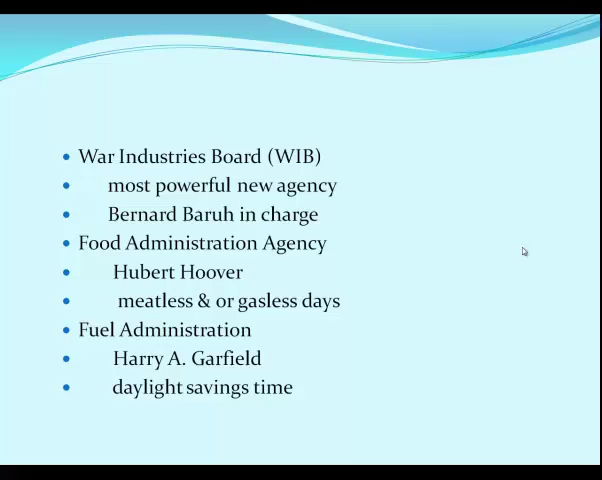 War Industries Board (WIB)
most powerful new agency
Bernard Baruh in charge
Food Administration Agency
Hubert Hoover
meatless & or gasless days
Fuel Administration
Harry A. Garfield
daylight savings time